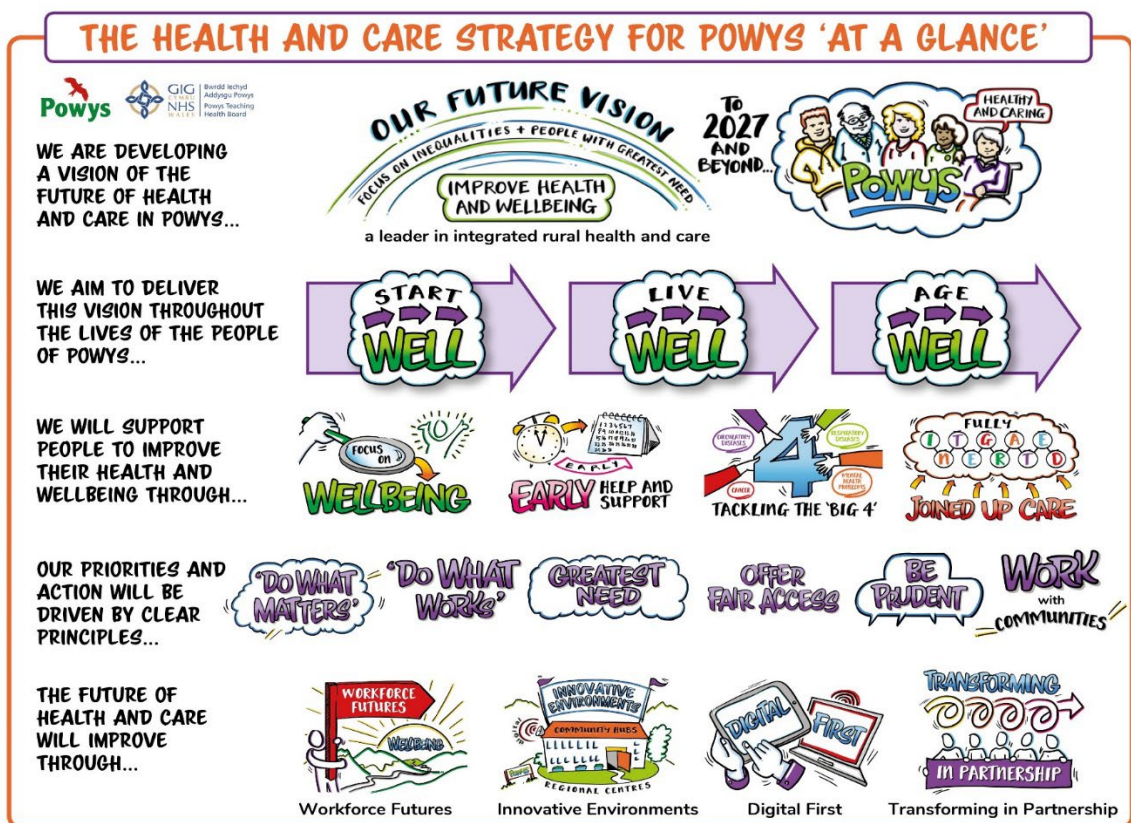 THE HEALTH AND CARE STRATEGY FOR POWYS 'AT A GLANCE'
Powys
GIG
CYMRU
NHS
WALES
Bwrdd Iechyd
Addysgu Powys
Powys Teaching
Health Board
WE ARE DEVELOPING
A VISION OF THE
FUTURE OF HEALTH
AND CARE IN POWYS...
OUR FUTURE VISION
FOCUS ON INEQUALITIES + PEOPLE WITH GREATEST NEED
IMPROVE HEALTH
AND WELLBEING
a leader in integrated rural health and care
TO
2027
AND
BEYOND...
HEALTHY
AND CARING
POWYS
WE AIM TO DELIVER
THIS VISION THROUGHOUT
THE LIVES OF THE PEOPLE
OF POWYS...
START
WELL
LIVE
WELL
AGE
WELL
WE WILL SUPPORT
PEOPLE TO IMPROVE
THEIR HEALTH AND
WELLBEING THROUGH...
FOCUS
ON
WELLBEING
EARLY
EARLY HELP AND
SUPPORT
CIRCULATORY
DISEASES
RESPIRATORY
DISEASES
4
CANCER
MENTAL
HEALTH
PROBLEMS
TACKLING THE 'BIG 4'
FULLY
I T G A E
N E R T D
JOINED UP CARE
OUR PRIORITIES AND
ACTION WILL BE
DRIVEN BY CLEAR
PRINCIPLES...
'DO WHAT
MATTERS'
'DO WHAT
WORKS'
GREATEST
NEED
OFFER
FAIR ACCESS
BE
PRUDENT
WORK
with
COMMUNITIES
THE FUTURE OF
HEALTH AND CARE
WILL IMPROVE
THROUGH...
WORKFORCE
FUTURES
WELLBEING
Workforce Futures
INNOVATIVE
ENVIRONMENTS
COMMUNITY HUBS
POWYS
REGIONAL CENTRES
Innovative Environments
DIGITAL
FIRST
Digital First
TRANSFORMING
IN PARTNERSHIP
Transforming in Partnership